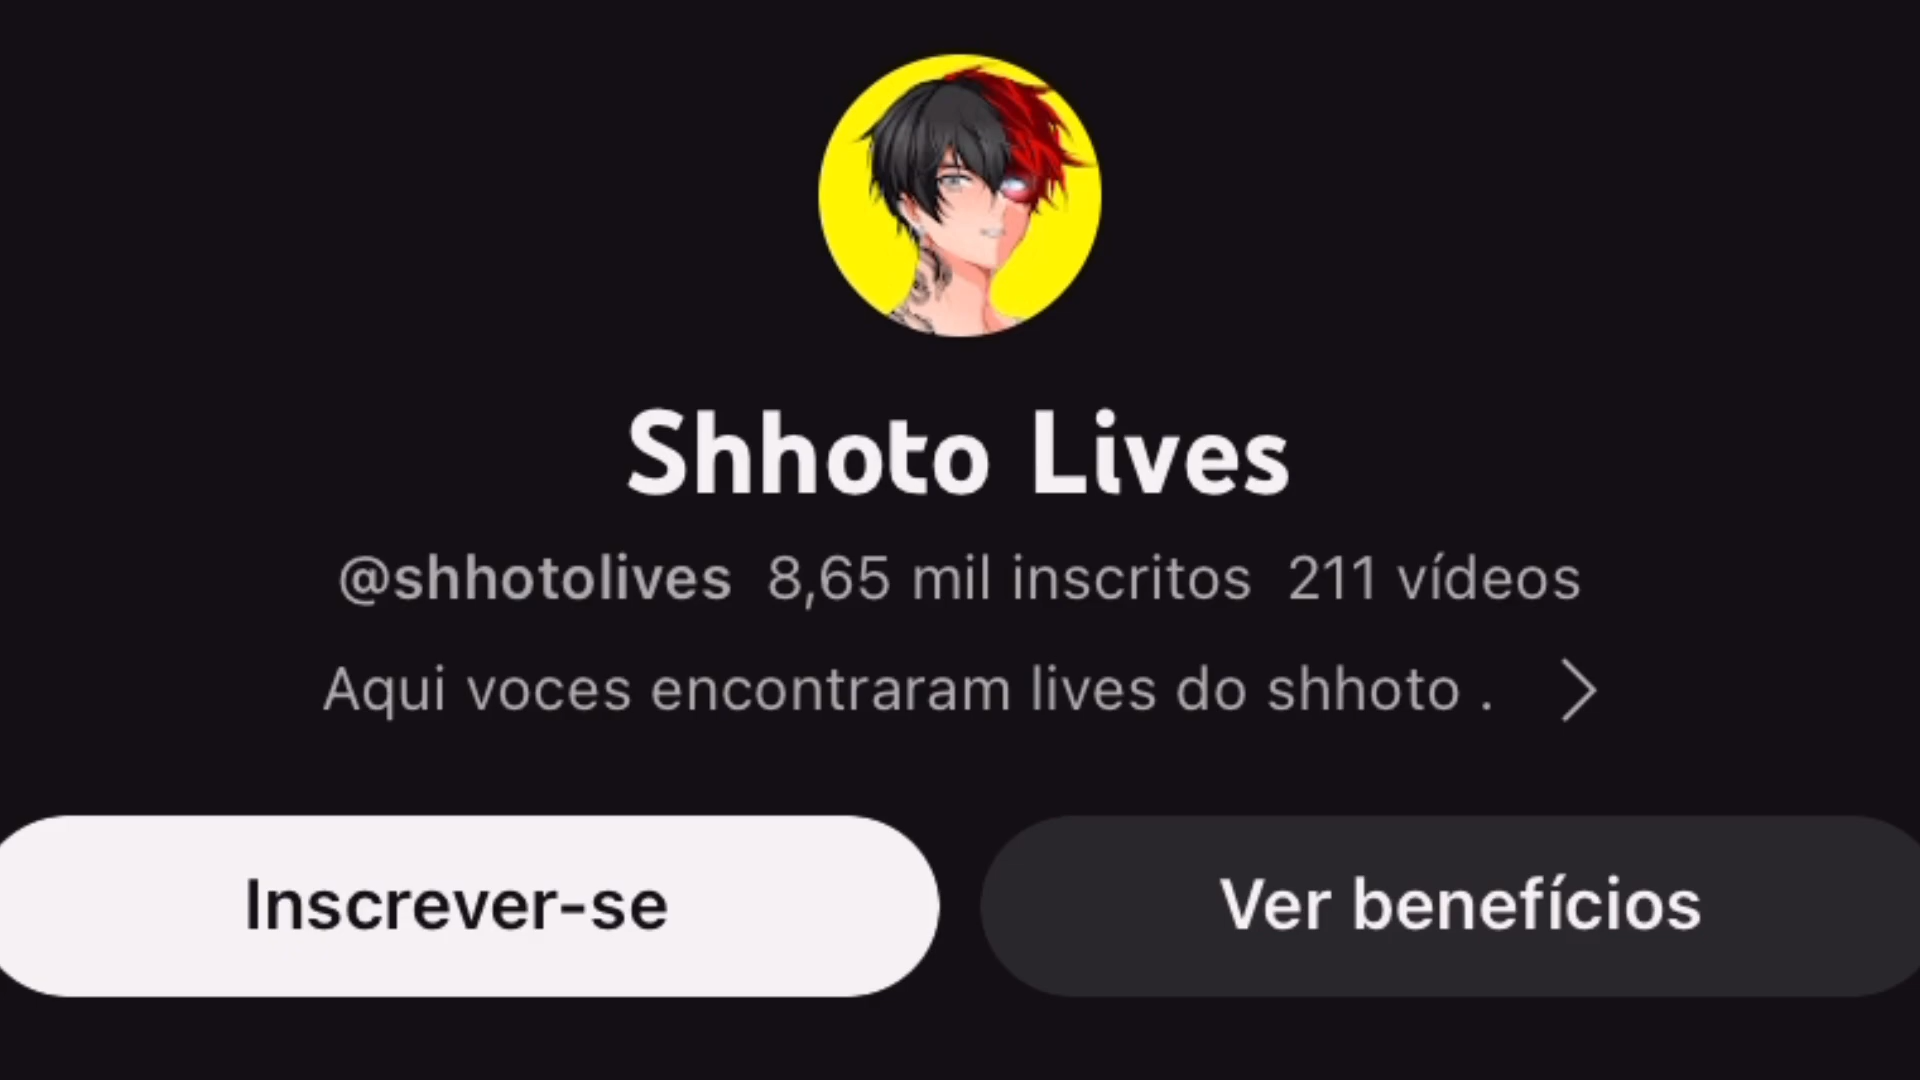 Shhoto Lives
@shhotolives 8,65 mil inscritos 211 vídeos
Aqui voces encontraram lives do shhoto .
Inscrever-se
Ver benefícios